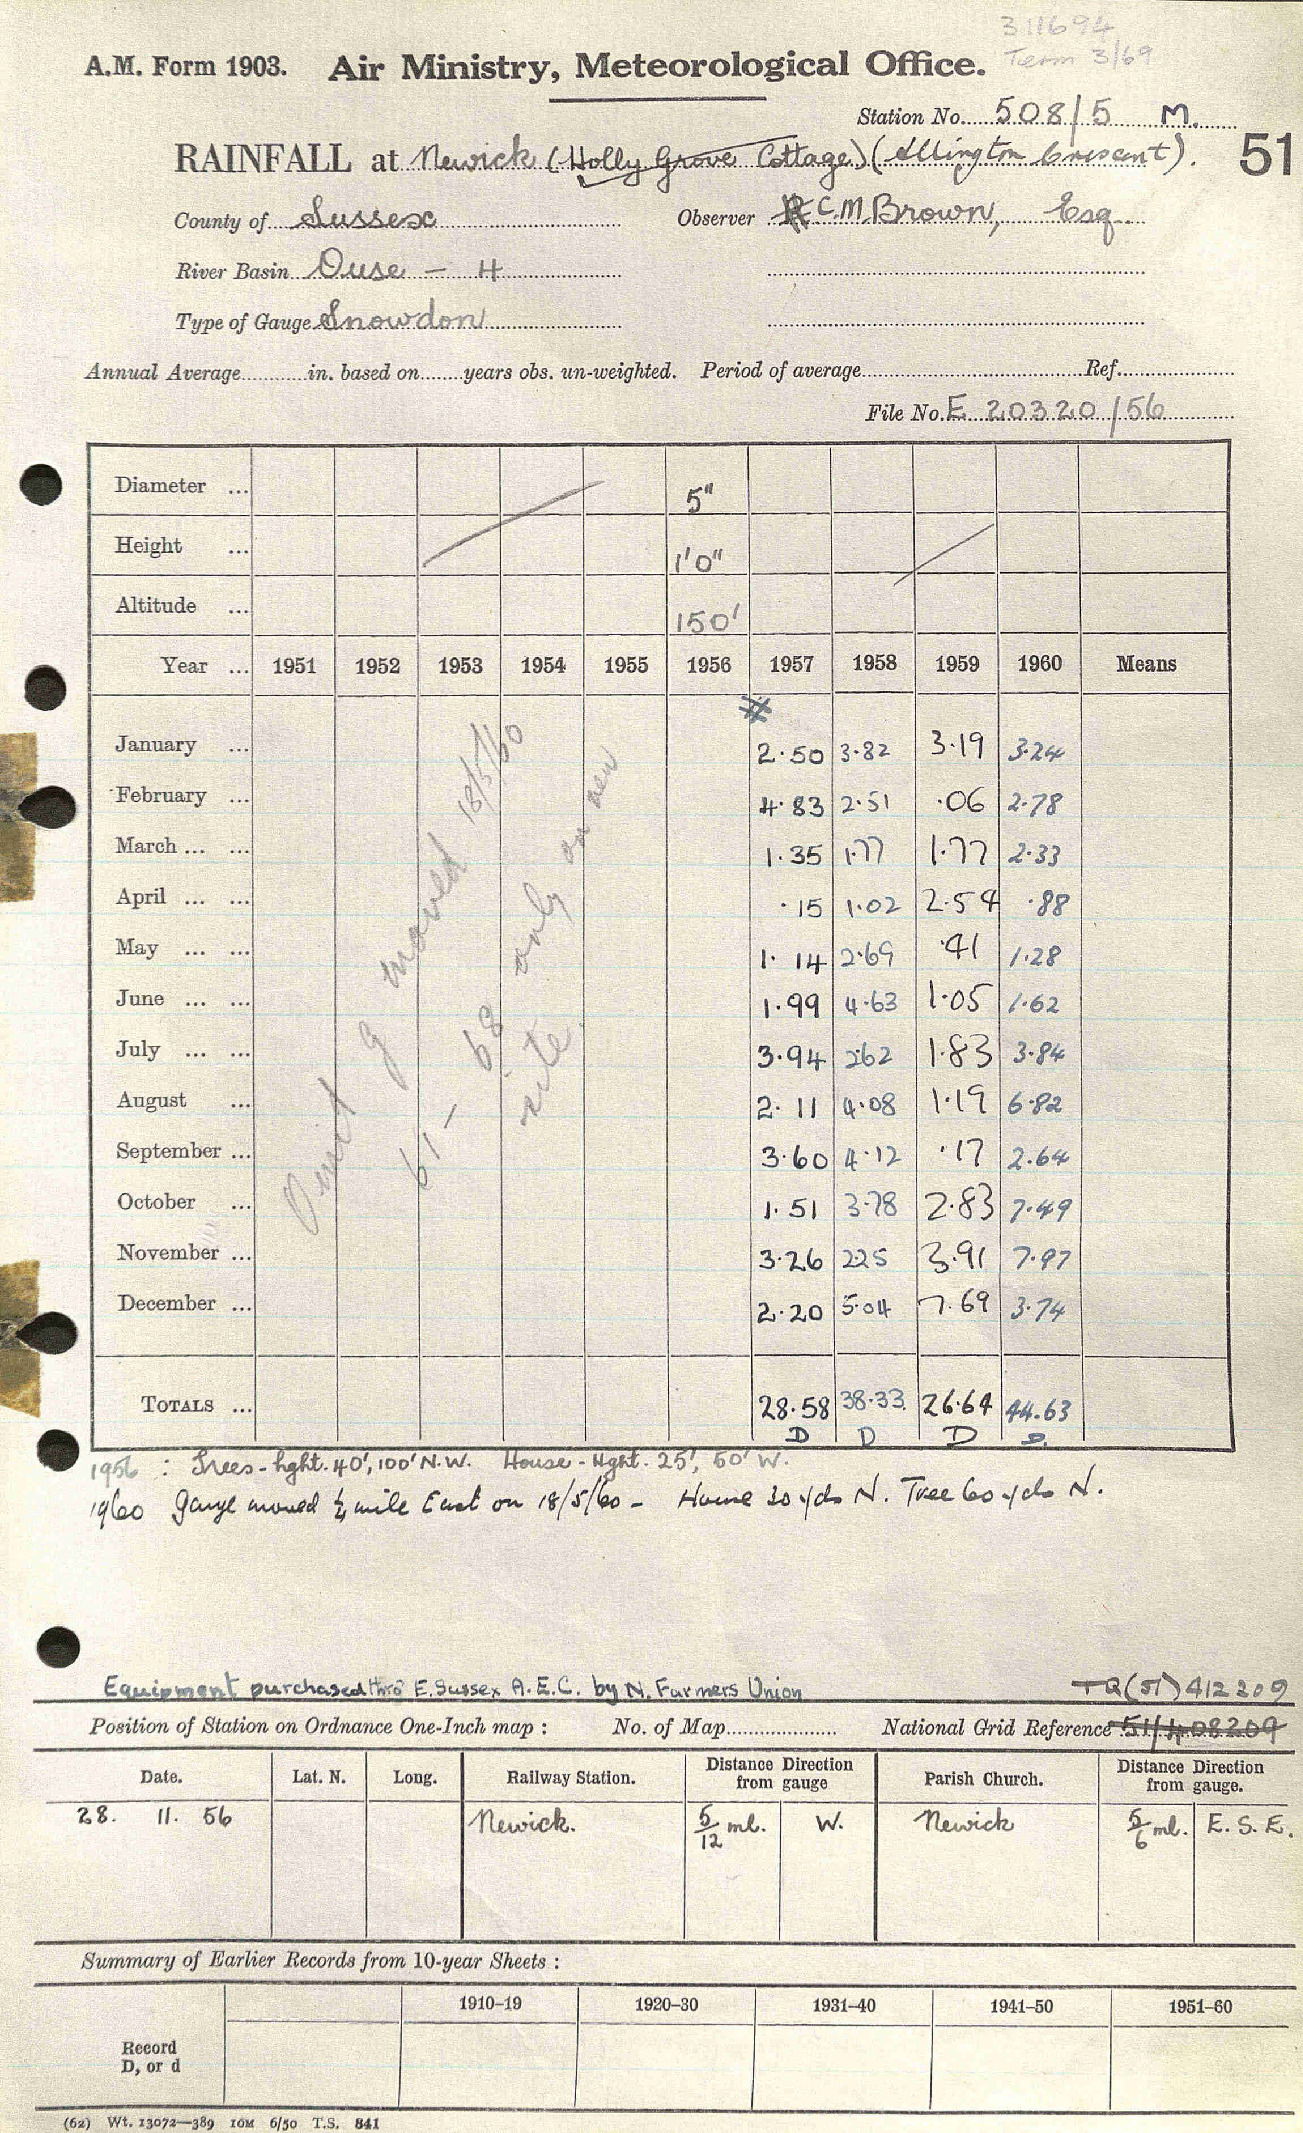 311694
Term 3/69
A.M. Form 1903. Air Ministry, Meteorological Office.
Station No. 508/5 M.
RAINFALL at Newick (Holly Grove Cottage) (Allington Crescent). 51
County of Sussex Observer C.M. Brown, Esq.
River Basin Ouse - 4
Type of Gauge Snowdon
Annual Average in. based on years obs. un-weighted. Period of average Ref.
File No. E 20320/56
Diameter ... 5"
Height ... 1'0"
Altitude ... 150'
Year ... 1951 1952 1953 1954 1955 1956 1957 1958 1959 1960 Means
#
January ... 2.50 3.82 3.19 3.24
February ... 4.83 2.51 .06 2.78
March ... ... 1.35 1.77 1.77 2.33
April ... ... .15 1.02 2.54 .88
May ... ... 1.14 2.69 .41 1.28
June ... ... 1.99 4.63 1.05 1.62
July ... ... 3.94 2.62 1.83 3.84
August ... 2.11 4.08 1.19 6.82
September ... 3.60 4.12 .17 2.64
October ... 1.51 3.78 2.83 7.49
November ... 3.26 2.25 3.91 7.97
December ... 2.20 5.04 7.69 3.74
Omit g moved 18/5/60
61 - 68 only on new
site
TOTALS ... 28.58 38.33 26.64 44.63
D D D D.
1956 : Trees - hght. 40', 100' N.W. House - Hght. 25', 50' W.
1960 Gauge moved ¼ mile East on 18/5/60 - House 30 yds N. Tree 60 yds N.
Equipment purchased thro' E. Sussex A.E.C. by N. Farmers Union TQ(51)412209
Position of Station on Ordnance One-Inch map : No. of Map National Grid Reference 51/408209
Date. Lat. N. Long. Railway Station. Distance Direction from gauge Parish Church. Distance Direction from gauge.
28. 11. 56 Newick. 5/12 ml. W. Newick 5/6 ml. E. S. E.
Summary of Earlier Records from 10-year Sheets :
1910–19 1920–30 1931–40 1941–50 1951–60
Record
D, or d
(62) Wt. 13072—389 10M 6/50 T.S. 841